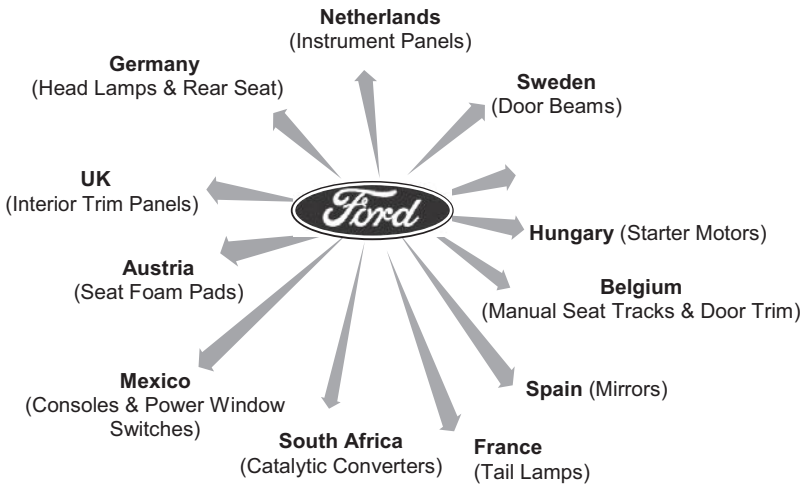 Netherlands
(Instrument Panels)
Germany
(Head Lamps & Rear Seat)
Sweden
(Door Beams)
UK
(Interior Trim Panels)
Ford
Hungary (Starter Motors)
Austria
(Seat Foam Pads)
Belgium
(Manual Seat Tracks & Door Trim)
Mexico
(Consoles & Power Window
Switches)
Spain (Mirrors)
South Africa
(Catalytic Converters)
France
(Tail Lamps)